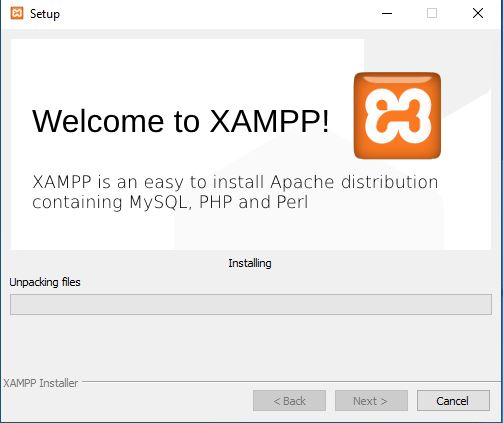 Setup
Welcome to XAMPP!
XAMPP is an easy to install Apache distribution
containing MySQL, PHP and Perl
Installing
Unpacking files
XAMPP Installer
< Back
Next >
Cancel